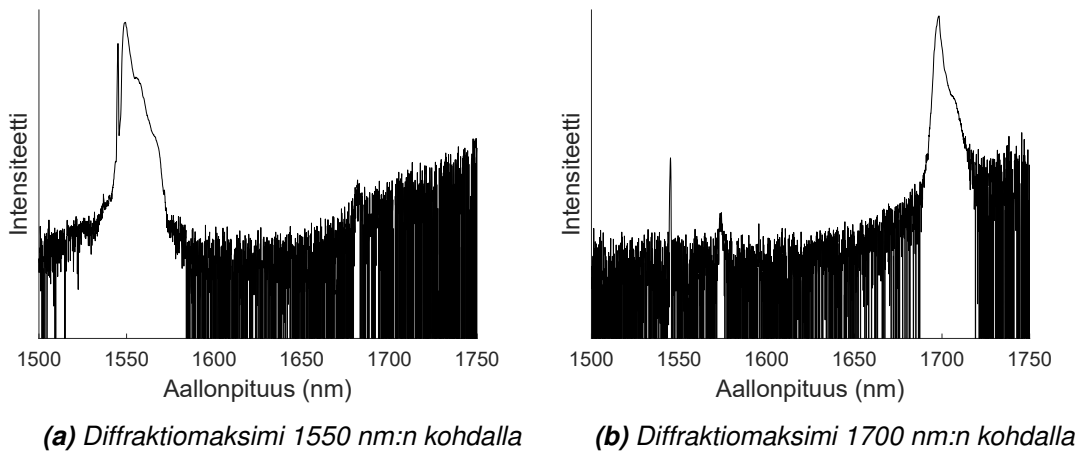 Intensiteetti
1500 1550 1600 1650 1700 1750
Aallonpituus (nm)
(a) Diffraktiomaksimi 1550 nm:n kohdalla
Intensiteetti
1500 1550 1600 1650 1700 1750
Aallonpituus (nm)
(b) Diffraktiomaksimi 1700 nm:n kohdalla